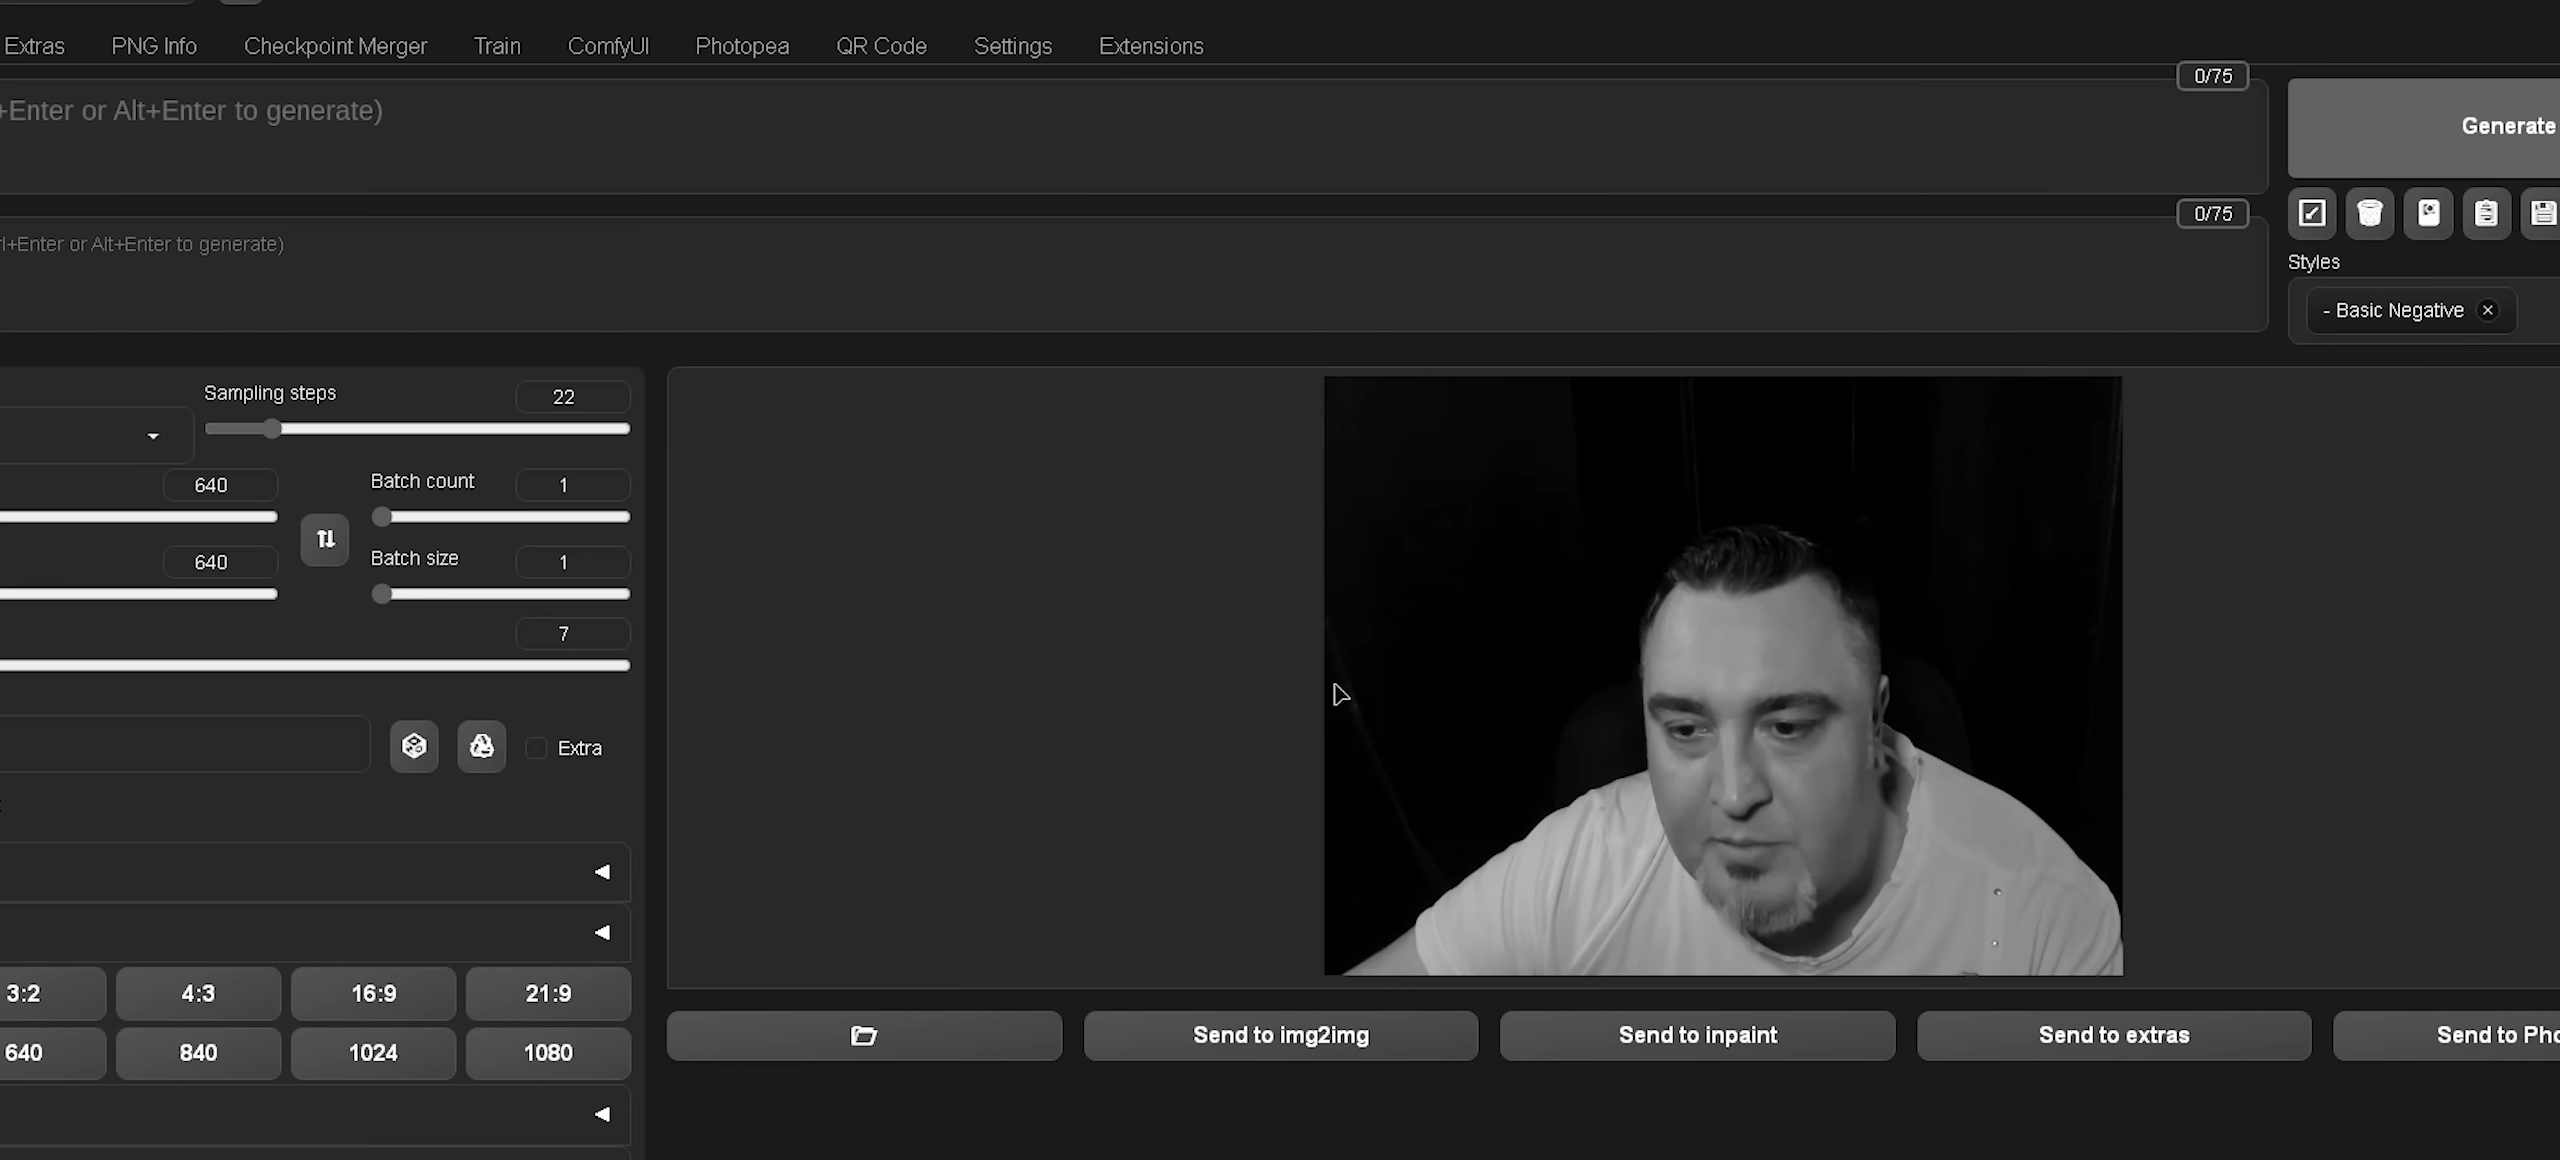 Extras PNG Info Checkpoint Merger Train ComfyUI Photopea QR Code Settings Extensions
0/75
+Enter or Alt+Enter to generate)
Generate
0/75
+Enter or Alt+Enter to generate)
Styles
- Basic Negative
Sampling steps 22
640 Batch count 1
640 Batch size 1
7
Extra
3:2 4:3 16:9 21:9
640 840 1024 1080
Send to img2img Send to inpaint Send to extras Send to